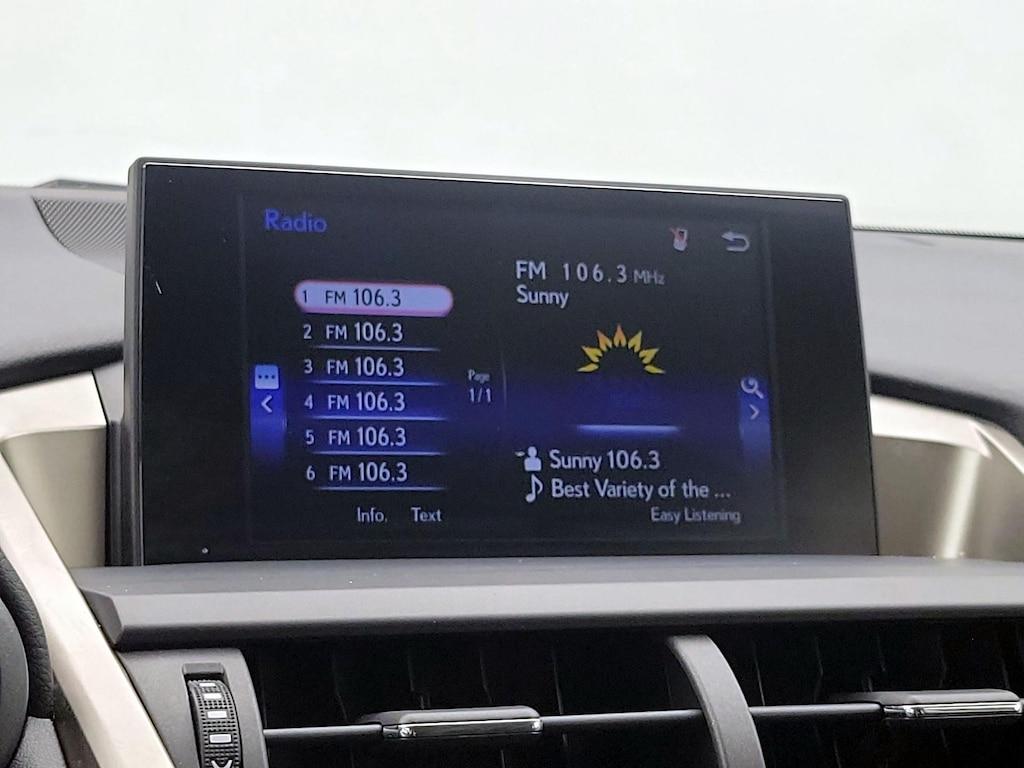 Radio
1 FM 106.3
2 FM 106.3
3 FM 106.3
4 FM 106.3
5 FM 106.3
6 FM 106.3
Page
1/1
Info. Text
FM 106.3 MHz
Sunny
Sunny 106.3
Best Variety of the ...
Easy Listening